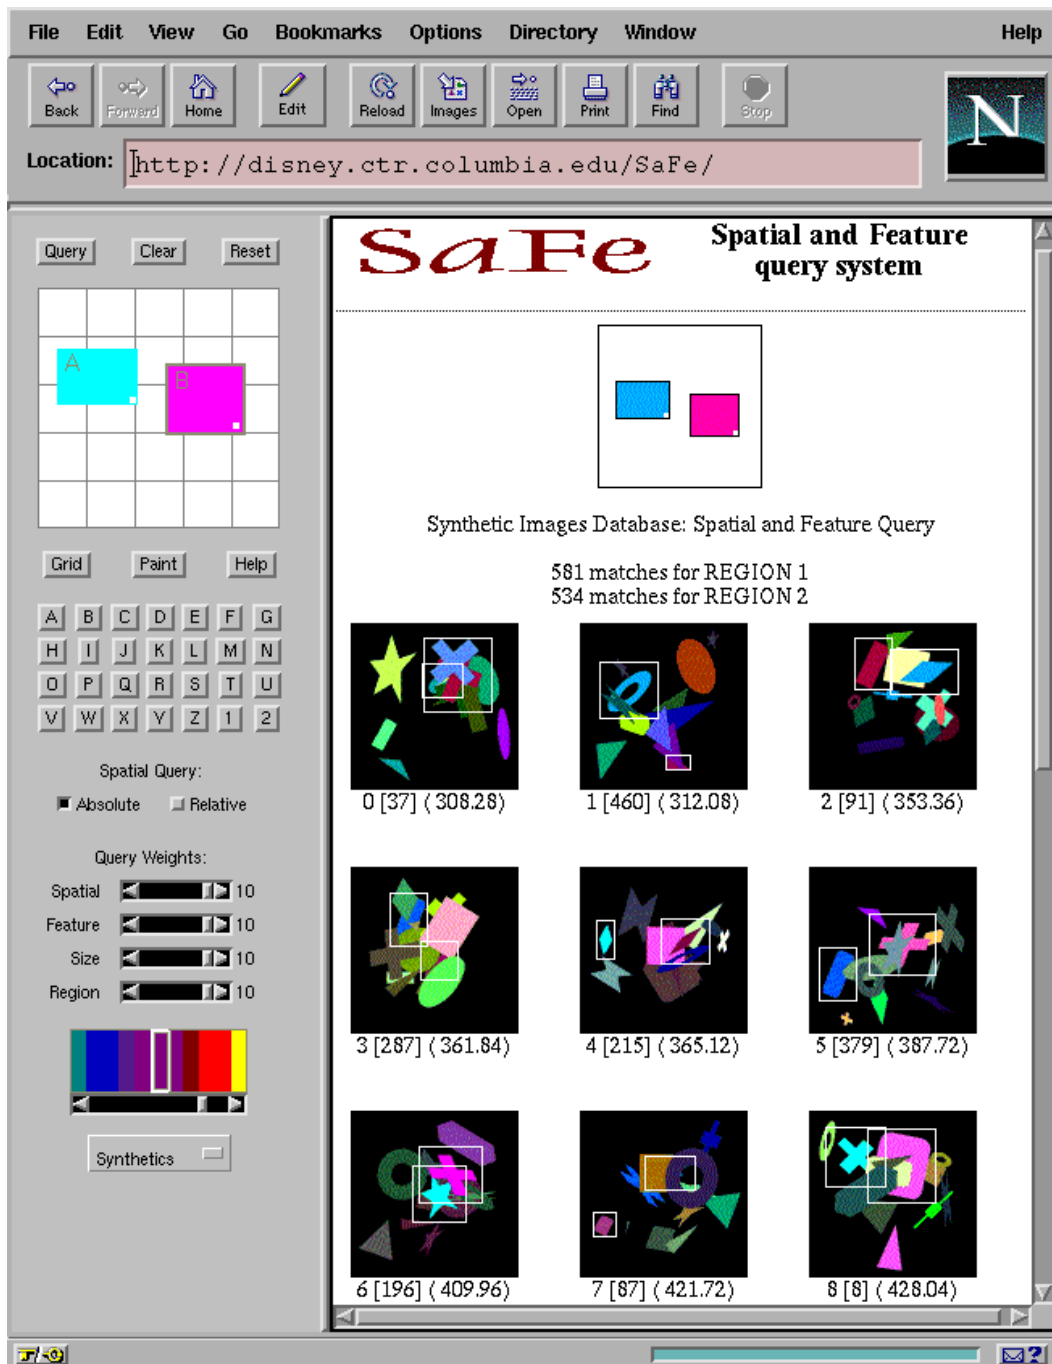 File Edit View Go Bookmarks Options Directory Window Help
Back Forward Home Edit Reload Images Open Print Find Stop
N
Location: http://disney.ctr.columbia.edu/SaFe/
Query Clear Reset
A
B
Grid Paint Help
A B C D E F G
H I J K L M N
O P Q R S T U
V W X Y Z 1 2
Spatial Query:
Absolute Relative
Query Weights:
Spatial 10
Feature 10
Size 10
Region 10
Synthetics
SaFe
Spatial and Feature
query system
Synthetic Images Database: Spatial and Feature Query
581 matches for REGION 1
534 matches for REGION 2
0 [37] ( 308.28)
1 [460] ( 312.08)
2 [91] ( 353.36)
3 [287] ( 361.84)
4 [215] ( 365.12)
5 [379] ( 387.72)
6 [196] ( 409.96)
7 [87] ( 421.72)
8 [8] ( 428.04)
?